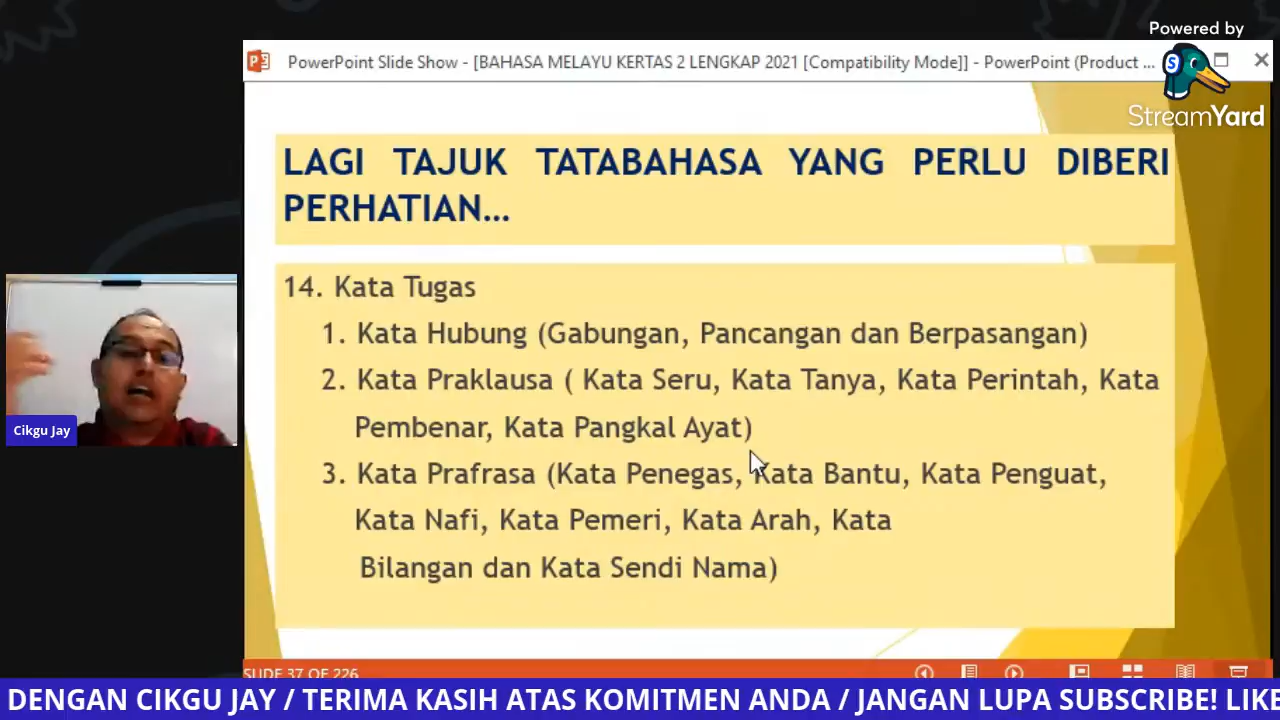 Powered by
PowerPoint Slide Show - [BAHASA MELAYU KERTAS 2 LENGKAP 2021 [Compatibility Mode]] - PowerPoint (Product ...
StreamYard
LAGI TAJUK TATABAHASA YANG PERLU DIBERI
PERHATIAN...
14. Kata Tugas
1. Kata Hubung (Gabungan, Pancangan dan Berpasangan)
2. Kata Praklausa ( Kata Seru, Kata Tanya, Kata Perintah, Kata
Pembenar, Kata Pangkal Ayat)
3. Kata Prafrasa (Kata Penegas, Kata Bantu, Kata Penguat,
Kata Nafi, Kata Pemeri, Kata Arah, Kata
Bilangan dan Kata Sendi Nama)
Cikgu Jay
SLIDE 37 OF 226
DENGAN CIKGU JAY / TERIMA KASIH ATAS KOMITMEN ANDA / JANGAN LUPA SUBSCRIBE! LIKE